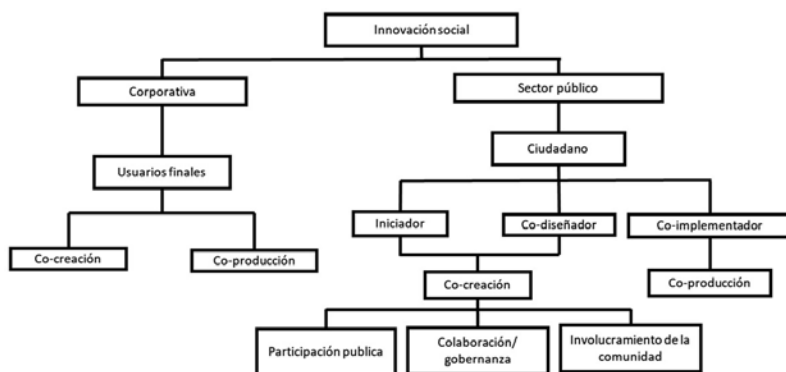 Innovación social
Corporativa
Sector público
Ciudadano
Usuarios finales
Iniciador
Co-diseñador
Co-implementador
Co-creación
Co-producción
Co-creación
Co-producción
Participación publica
Colaboración/
gobernanza
Involucramiento de la
comunidad